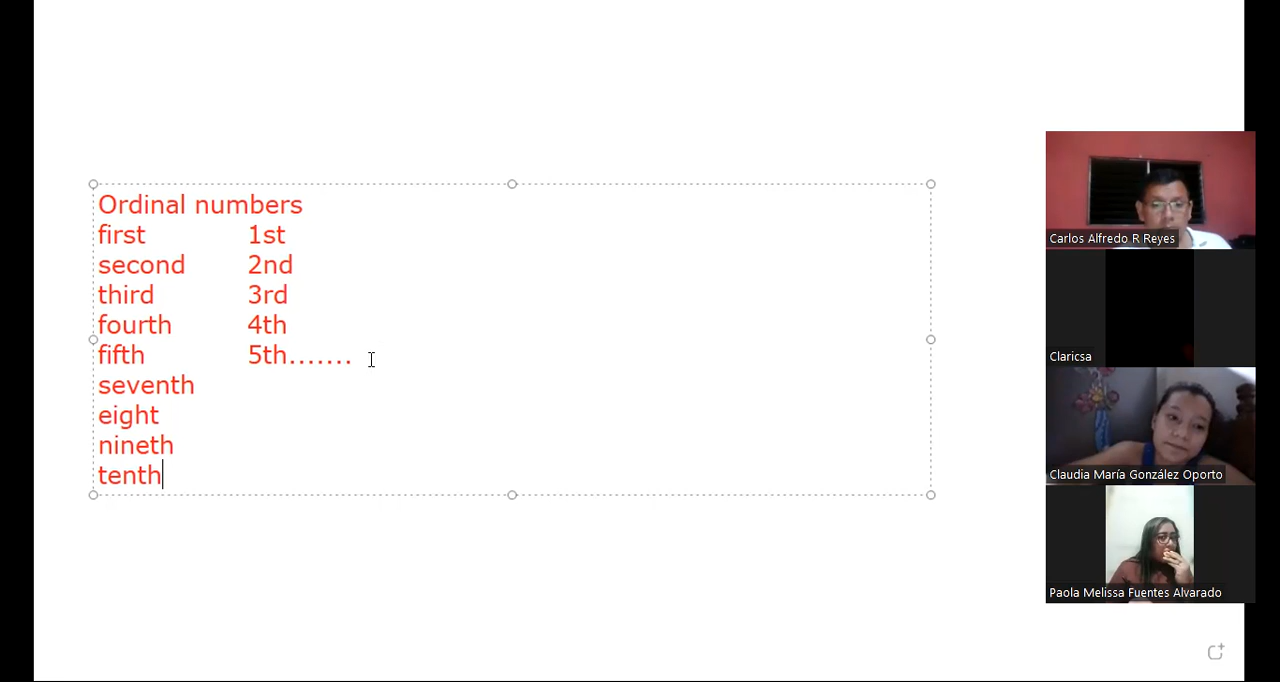 Ordinal numbers
first 1st
second 2nd
third 3rd
fourth 4th
fifth 5th.......
seventh
eight
nineth
tenth
Carlos Alfredo R Reyes
Claricsa
Claudia María González Oporto
Paola Melissa Fuentes Alvarado